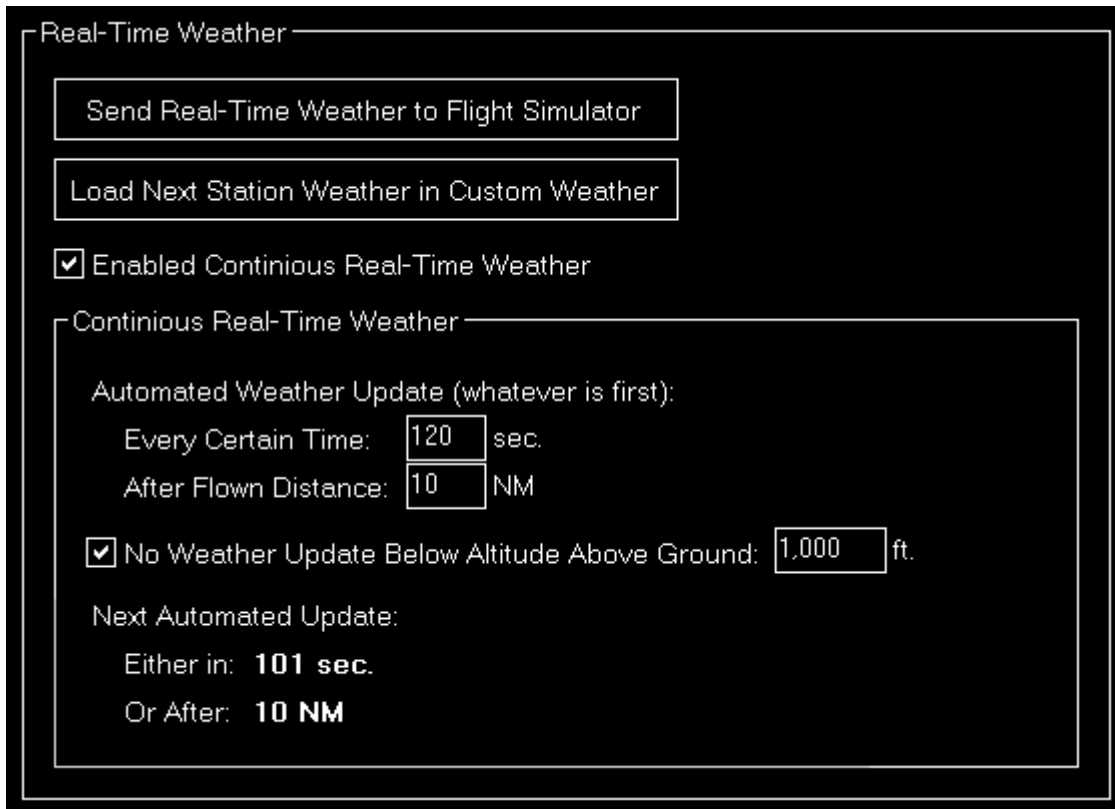 Real-Time Weather
Send Real-Time Weather to Flight Simulator
Load Next Station Weather in Custom Weather
Enabled Continious Real-Time Weather
Continious Real-Time Weather
Automated Weather Update (whatever is first):
Every Certain Time: 120 sec.
After Flown Distance: 10 NM
No Weather Update Below Altitude Above Ground: 1,000 ft.
Next Automated Update:
Either in: 101 sec.
Or After: 10 NM